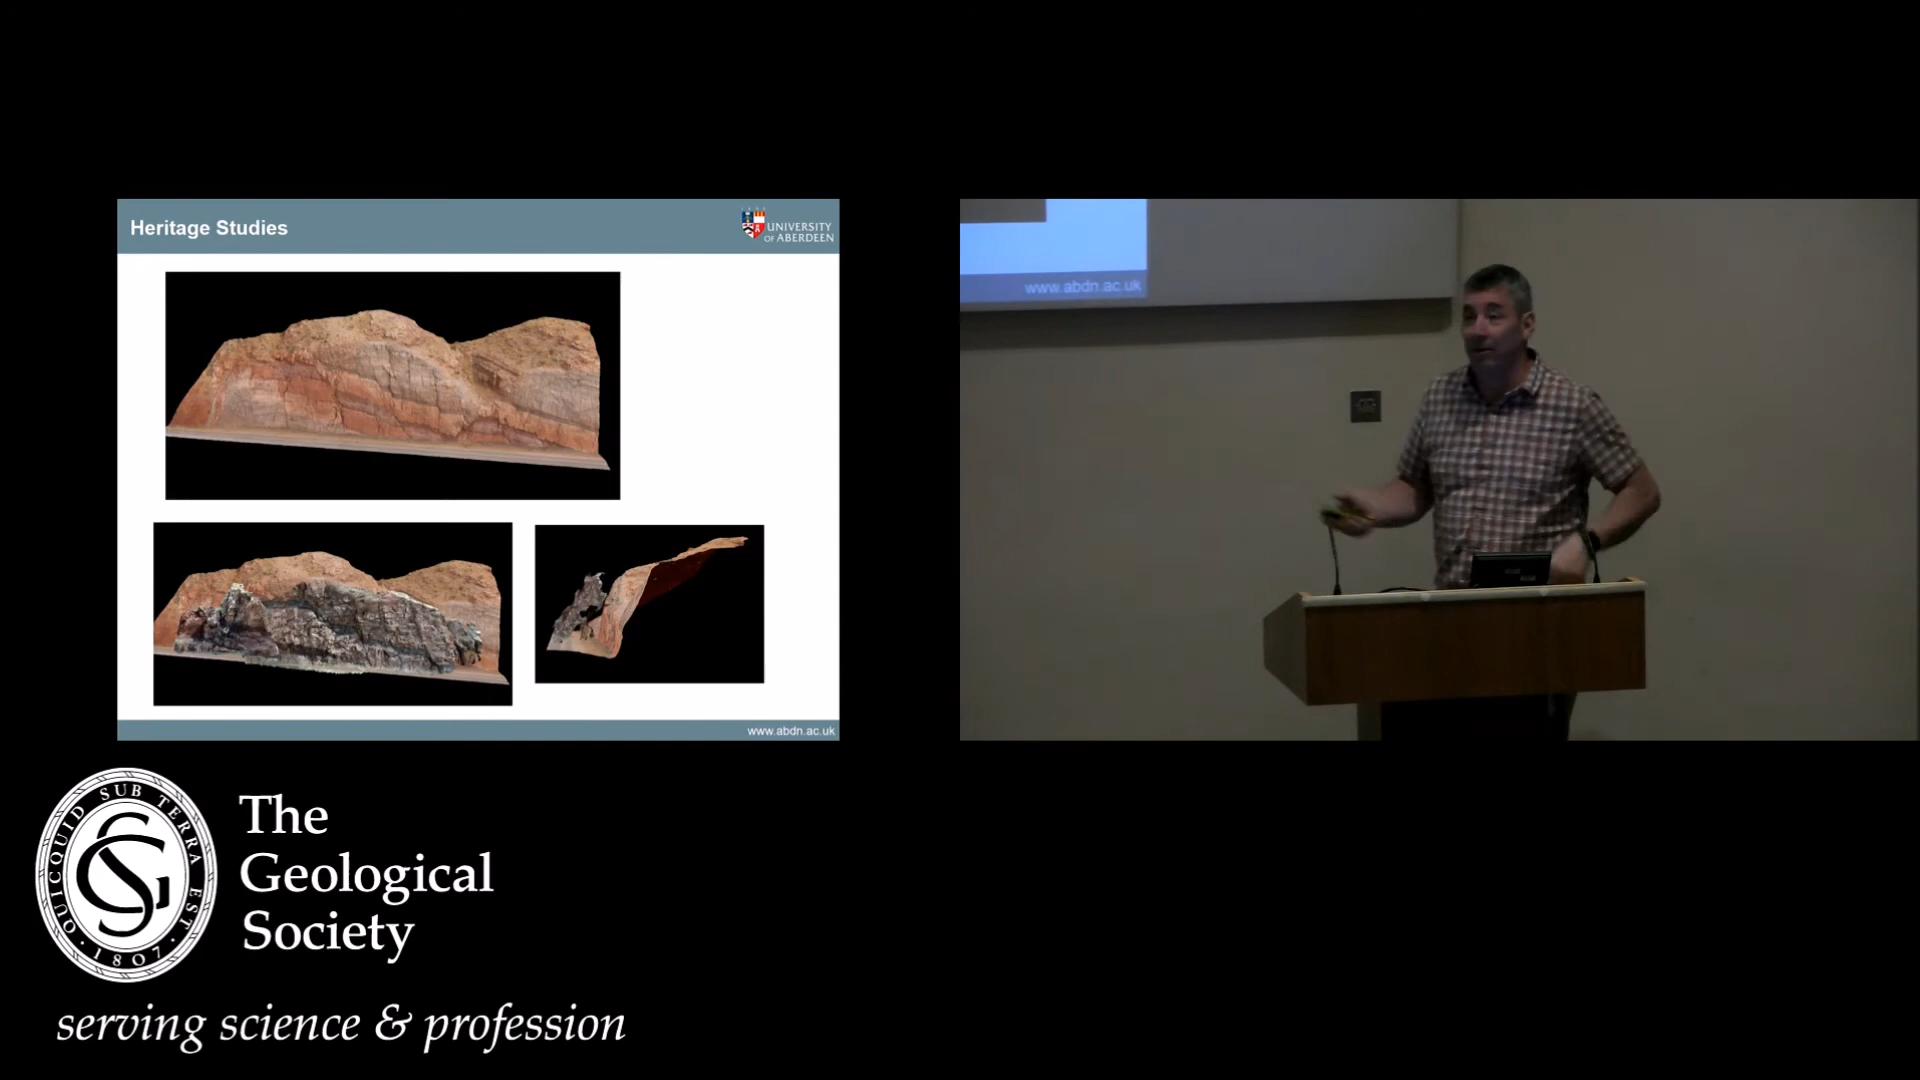 Heritage Studies
UNIVERSITY
OF ABERDEEN
www.abdn.ac.uk
www.abdn.ac.uk
QUICQUID SUB TERRA EST
· 1807 ·
The
Geological
Society
serving science & profession